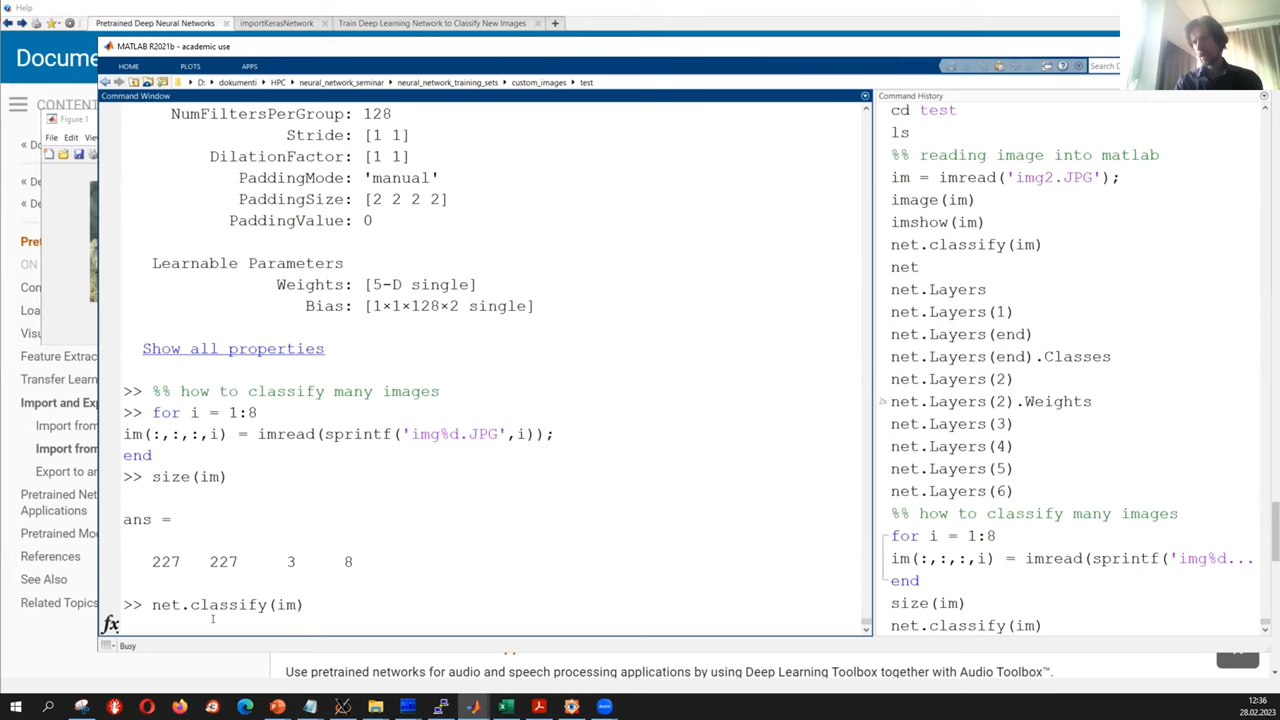 Help
Pretrained Deep Neural Networks
importKerasNetwork
Train Deep Learning Network to Classify New Images
MATLAB R2021b - academic use
HOME
PLOTS
APPS
Search
D: dokumenti HPC neural_network_seminar neural_network_training_sets custom_images test
Command Window
Command History
CONTENT
Figure 1
File Edit
NumFiltersPerGroup: 128
Stride: [1 1]
DilationFactor: [1 1]
PaddingMode: 'manual'
PaddingSize: [2 2 2 2]
PaddingValue: 0
Learnable Parameters
Weights: [5-D single]
Bias: [1×1×128×2 single]
Show all properties
>> %% how to classify many images
>> for i = 1:8
im(:,:,:,i) = imread(sprintf('img%d.JPG',i));
end
>> size(im)
ans =
227 227 3 8
>> net.classify(im)
fx
Busy
cd test
ls
%% reading image into matlab
im = imread('img2.JPG');
image(im)
imshow(im)
net.classify(im)
net
net.Layers
net.Layers(1)
net.Layers(end)
net.Layers(end).Classes
net.Layers(2)
2x
net.Layers(2).Weights
net.Layers(3)
net.Layers(4)
net.Layers(5)
net.Layers(6)
%% how to classify many images
for i = 1:8
im(:,:,:,i) = imread(sprintf('img%d...
end
size(im)
net.classify(im)
Feature Extrac
Transfer Learn
Import and Exp
Import from
Import from
Export to an
Pretrained Net
Applications
Pretrained Mod
References
See Also
Related Topics
Use pretrained networks for audio and speech processing applications by using Deep Learning Toolbox together with Audio Toolbox™.
12:36
28.02.2023